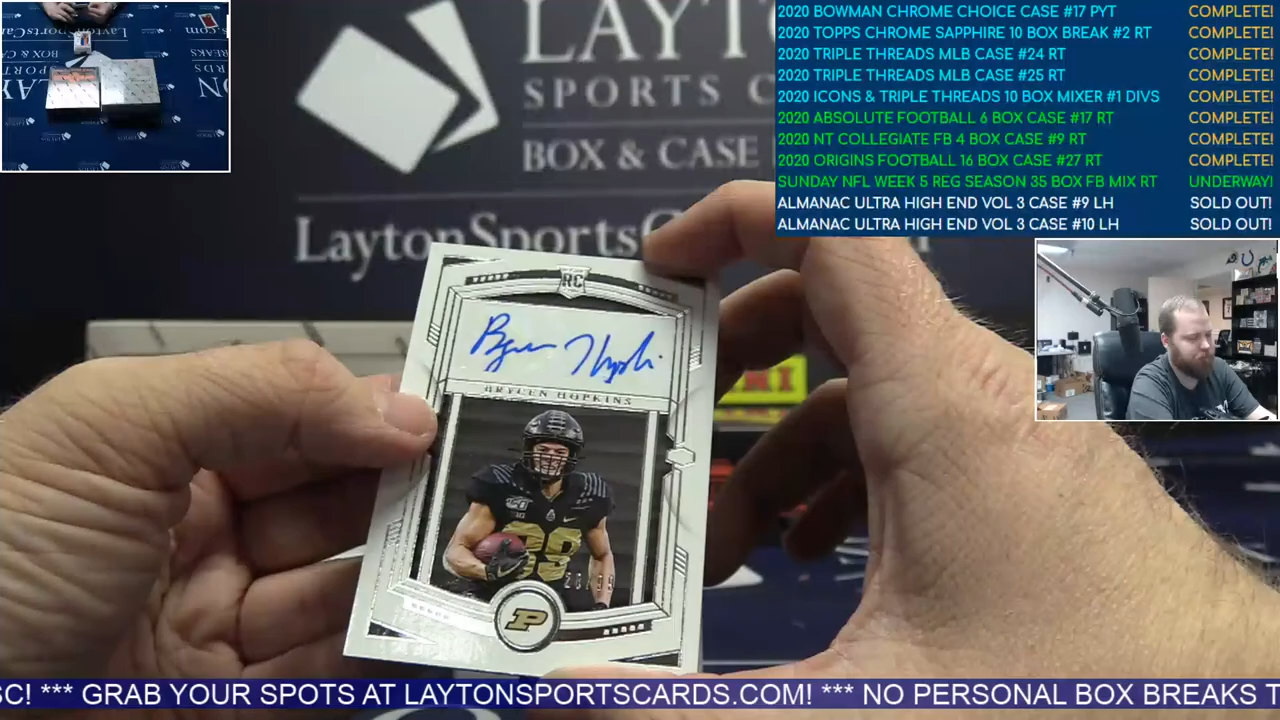 2020 BOWMAN CHROME CHOICE CASE #17 PYT COMPLETE!
2020 TOPPS CHROME SAPPHIRE 10 BOX BREAK #2 RT COMPLETE!
2020 TRIPLE THREADS MLB CASE #24 RT COMPLETE!
2020 TRIPLE THREADS MLB CASE #25 RT COMPLETE!
2020 ICONS & TRIPLE THREADS 10 BOX MIXER #1 DIVS COMPLETE!
2020 ABSOLUTE FOOTBALL 6 BOX CASE #17 RT COMPLETE!
2020 NT COLLEGIATE FB 4 BOX CASE #9 RT COMPLETE!
2020 ORIGINS FOOTBALL 16 BOX CASE #27 RT COMPLETE!
SUNDAY NFL WEEK 5 REG SEASON 35 BOX FB MIX RT UNDERWAY!
ALMANAC ULTRA HIGH END VOL 3 CASE #9 LH SOLD OUT!
ALMANAC ULTRA HIGH END VOL 3 CASE #10 LH SOLD OUT!
LAYTO
SPORTS C
BOX & CASE
LaytonSportsC
RC
BRYCEN HOPKINS
150
89
P
SC! *** GRAB YOUR SPOTS AT LAYTONSPORTSCARDS.COM! *** NO PERSONAL BOX BREAKS T